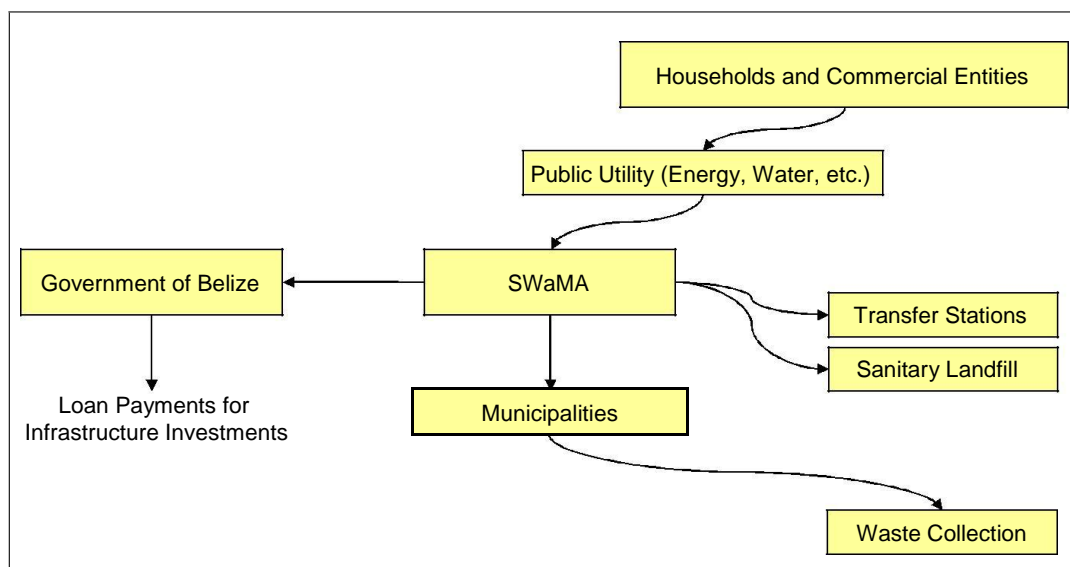 Households and Commercial Entities
Public Utility (Energy, Water, etc.)
Government of Belize
SWaMA
Transfer Stations
Sanitary Landfill
Loan Payments for
Infrastructure Investments
Municipalities
Waste Collection